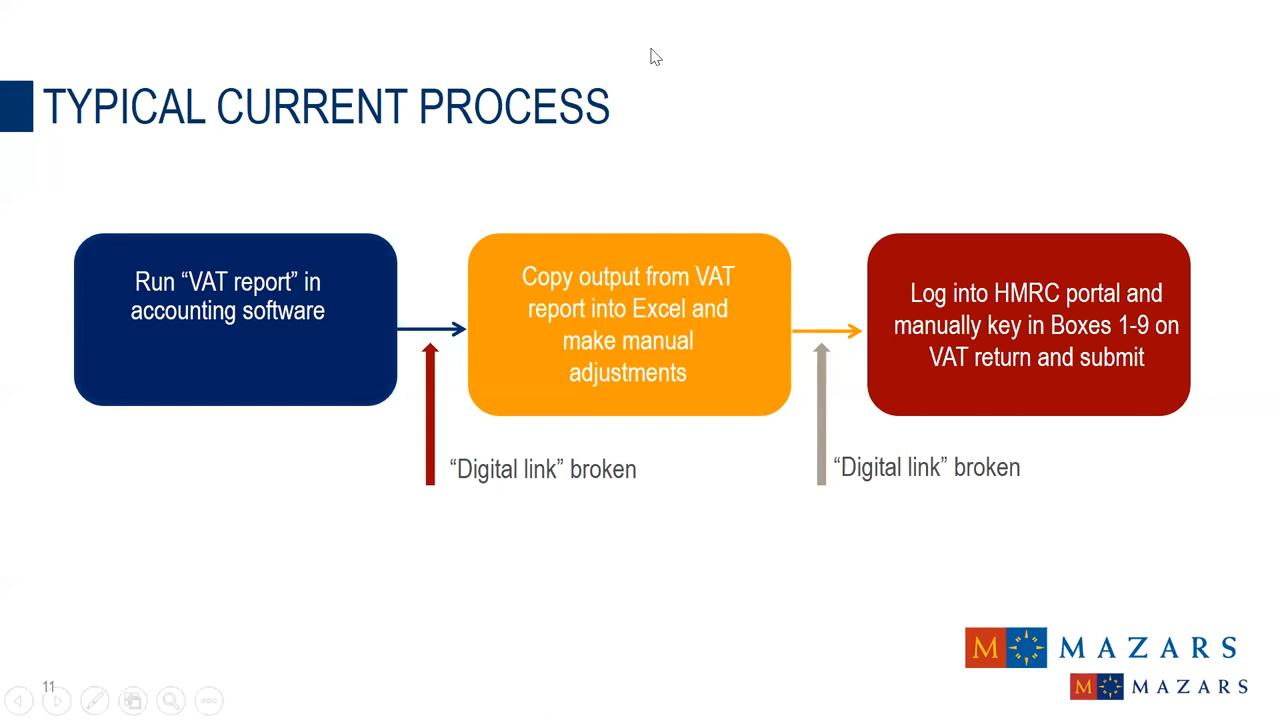 TYPICAL CURRENT PROCESS
Run “VAT report” in
accounting software
Copy output from VAT
report into Excel and
make manual
adjustments
Log into HMRC portal and
manually key in Boxes 1-9 on
VAT return and submit
“Digital link” broken
“Digital link” broken
M MAZARS
M MAZARS
11